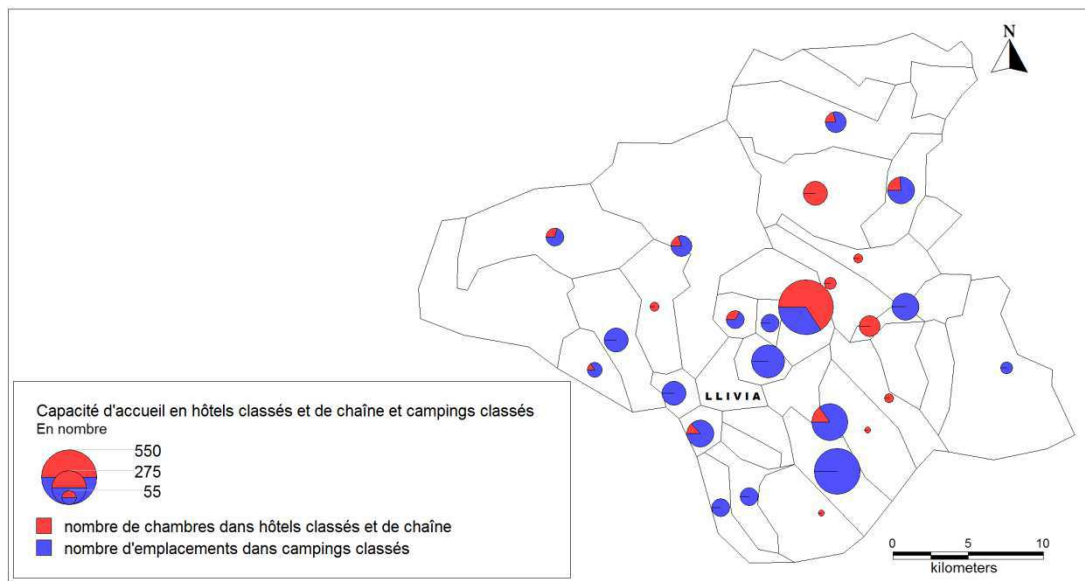 N
LLIVIA
Capacité d'accueil en hôtels classés et de chaîne et campings classés
En nombre
550
275
55
nombre de chambres dans hôtels classés et de chaîne
nombre d'emplacements dans campings classés
0 5 10
kilometers